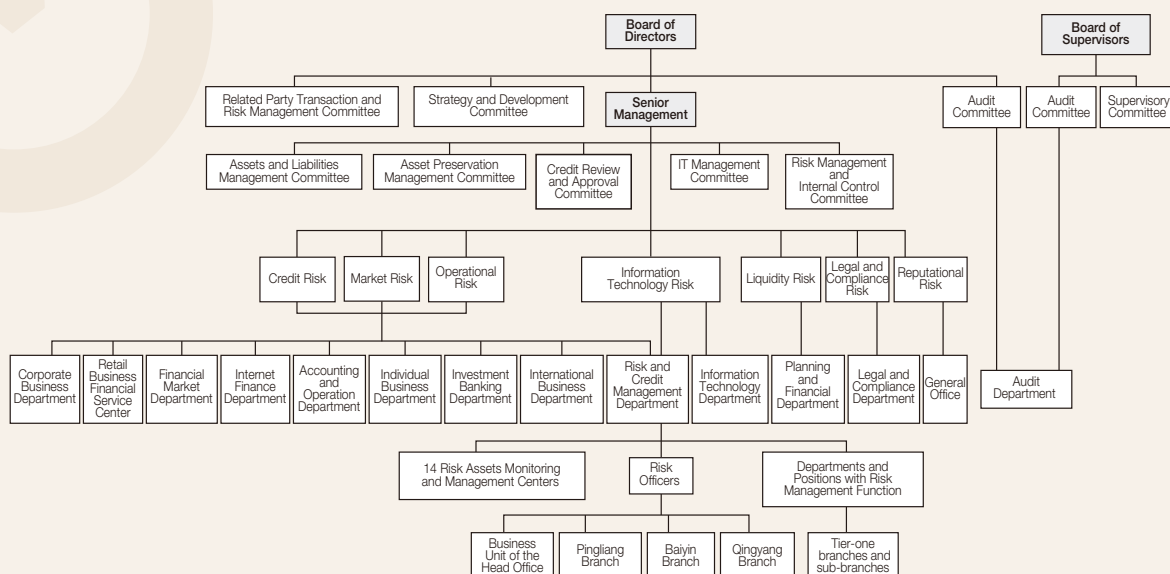 Board of
Directors
Board of
Supervisors
Related Party Transaction and
Risk Management Committee
Strategy and Development
Committee
Senior
Management
Audit
Committee
Audit
Committee
Supervisory
Committee
Assets and Liabilities
Management Committee
Asset Preservation
Management Committee
Credit Review
and Approval
Committee
IT Management
Committee
Risk Management
and
Internal Control
Committee
Credit Risk
Market Risk
Operational
Risk
Information
Technology Risk
Liquidity Risk
Legal and
Compliance
Risk
Reputational
Risk
Corporate
Business
Department
Retail
Business
Financial
Service
Center
Financial
Market
Department
Internet
Finance
Department
Accounting
and
Operation
Department
Individual
Business
Department
Investment
Banking
Department
International
Business
Department
Risk and
Credit
Management
Department
Information
Technology
Department
Planning
and
Financial
Department
Legal and
Compliance
Department
General
Office
Audit
Department
14 Risk Assets Monitoring
and Management Centers
Risk
Officers
Departments and
Positions with Risk
Management Function
Business
Unit of the
Head Office
Pingliang
Branch
Baiyin
Branch
Qingyang
Branch
Tier-one
branches and
sub-branches